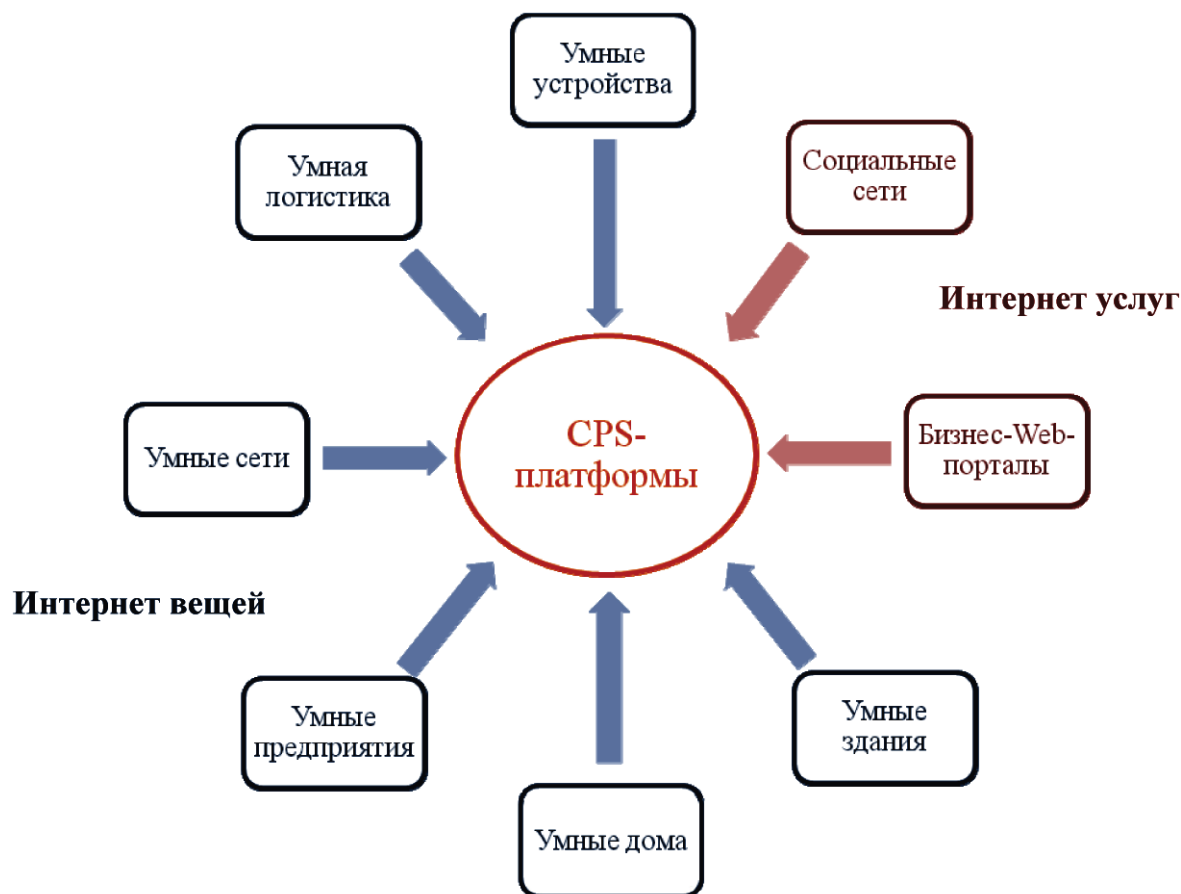 Умные
устройства
Умная
логистика
Социальные
сети
Интернет услуг
Умные сети
CPS-
платформы
Бизнес-Web-
порталы
Интернет вещей
Умные
предприятия
Умные
здания
Умные дома